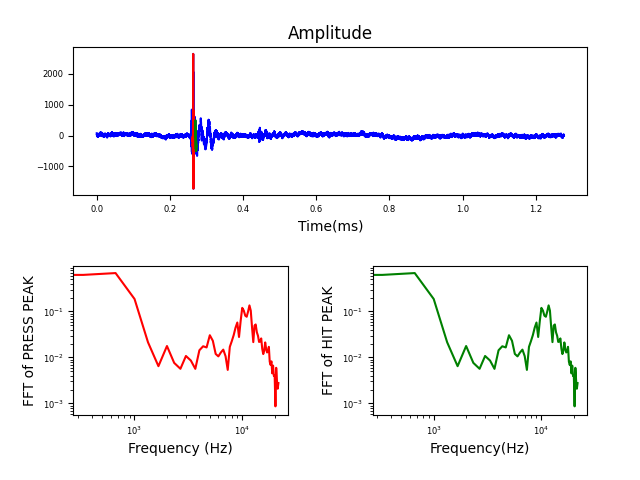 Amplitude
2000
1000
0
−1000
0.0 0.2 0.4 0.6 0.8 1.0 1.2
Time(ms)
FFT of PRESS PEAK
10⁻¹
10⁻²
10⁻³
10³ 10⁴
Frequency (Hz)
FFT of HIT PEAK
10⁻¹
10⁻²
10⁻³
10³ 10⁴
Frequency(Hz)